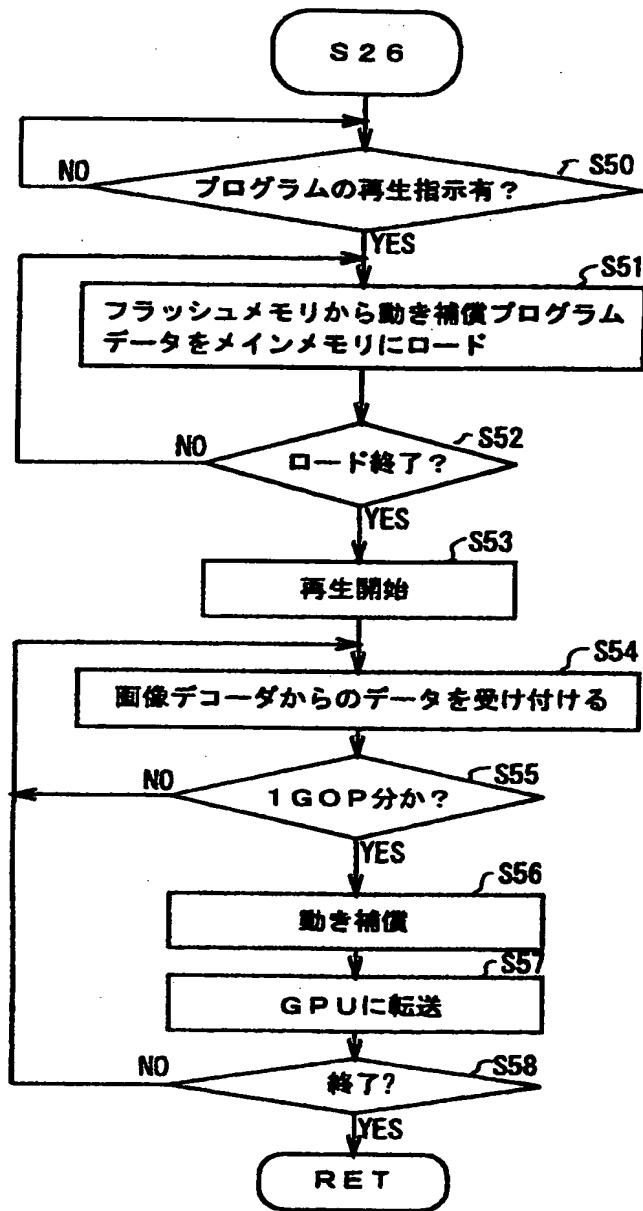 S26
S50
NO
プログラムの再生指示有？
YES
S51
フラッシュメモリから動き補償プログラム
データをメインメモリにロード
NO
S52
ロード終了？
YES
S53
再生開始
S54
画像デコーダからのデータを受け付ける
NO
S55
1GOP分か？
YES
S56
動き補償
S57
GPUに転送
NO
S58
終了?
YES
RET